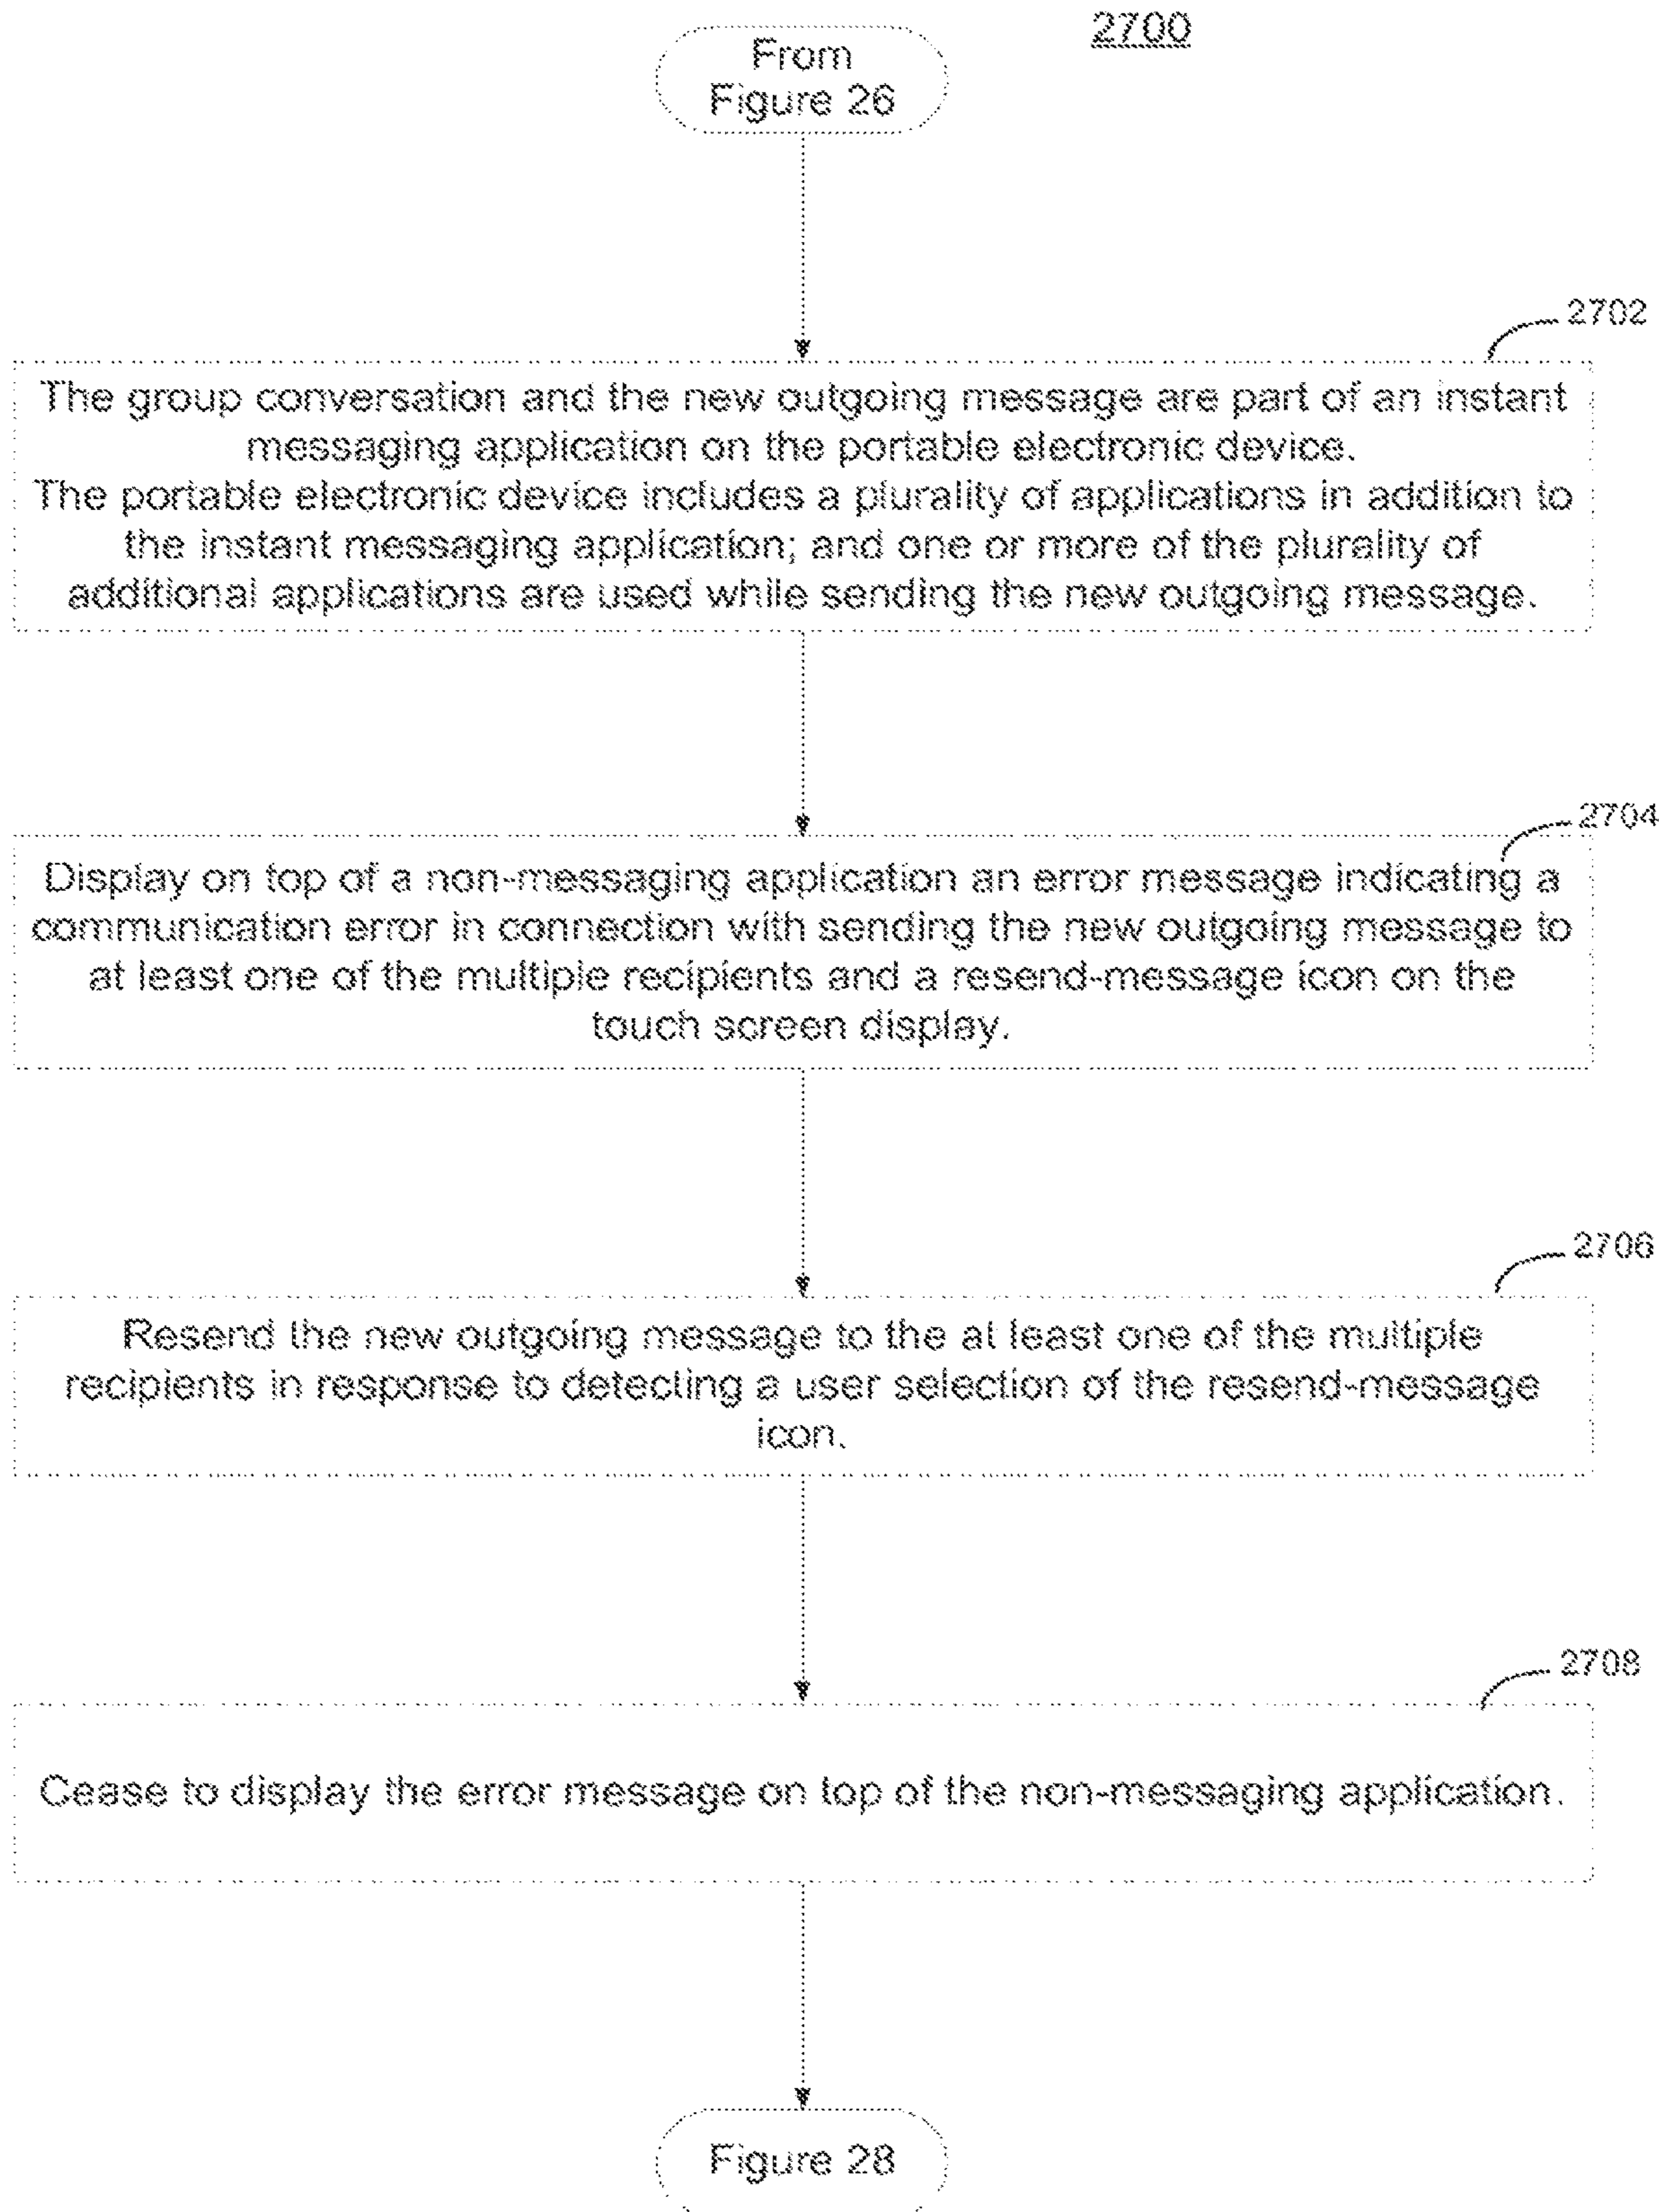 2700
From
Figure 26
2702
The group conversation and the new outgoing message are part of an instant
messaging application on the portable electronic device.
The portable electronic device includes a plurality of applications in addition to
the instant messaging application; and one or more of the plurality of
additional applications are used while sending the new outgoing message.
2704
Display on top of a non-messaging application an error message indicating a
communication error in connection with sending the new outgoing message to
at least one of the multiple recipients and a resend-message icon on the
touch screen display.
2706
Resend the new outgoing message to the at least one of the multiple
recipients in response to detecting a user selection of the resend-message
icon.
2708
Cease to display the error message on top of the non-messaging application.
Figure 28